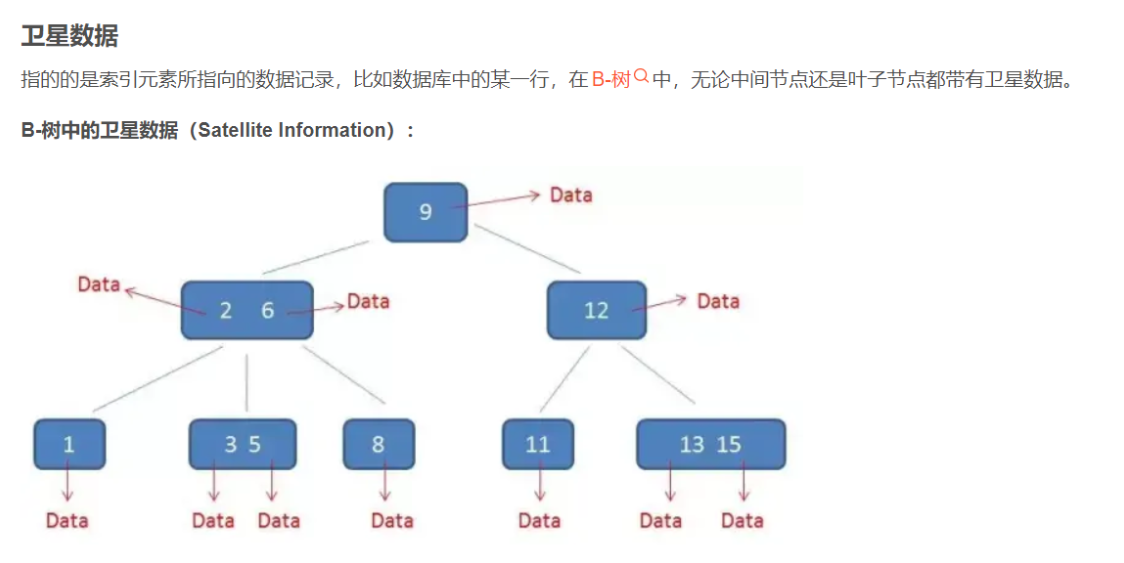 卫星数据
指的的是索引元素所指向的数据记录，比如数据库中的某一行，在 B-树中，无论中间节点还是叶子节点都带有卫星数据。
B-树中的卫星数据（Satellite Information）：
9 Data
Data 2 6 Data 12 Data
1 3 5 8 11 13 15
Data Data Data Data Data Data Data